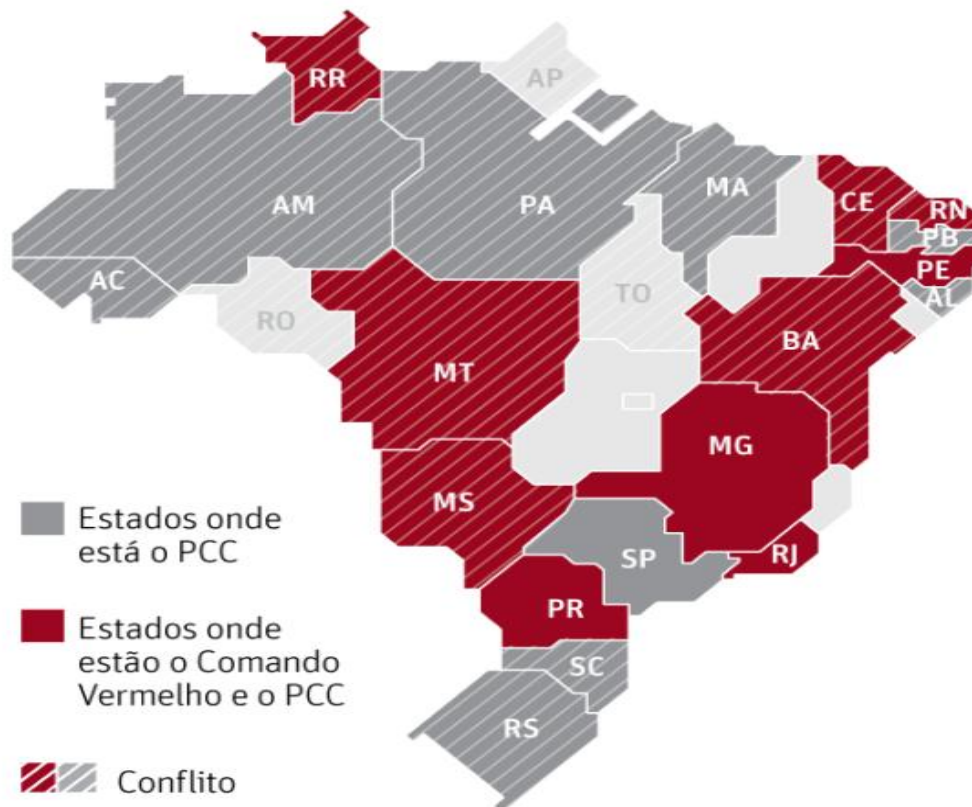 RR
AP
AM
PA
MA
CE
RN
PB
PE
AL
AC
RO
TO
BA
MT
MG
MS
SP
RJ
PR
SC
RS
Estados onde
está o PCC
Estados onde
estão o Comando
Vermelho e o PCC
Conflito